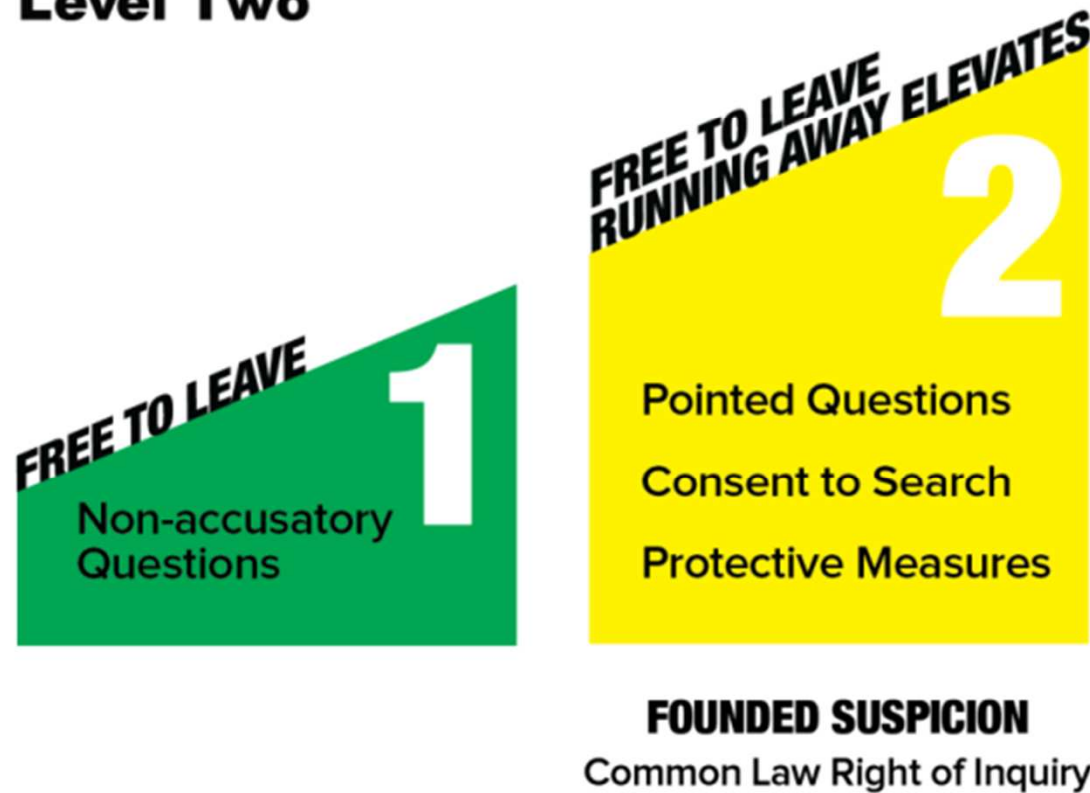 Level Two
FREE TO LEAVE
1
Non-accusatory
Questions
FREE TO LEAVE
RUNNING AWAY ELEVATES
2
Pointed Questions
Consent to Search
Protective Measures
FOUNDED SUSPICION
Common Law Right of Inquiry